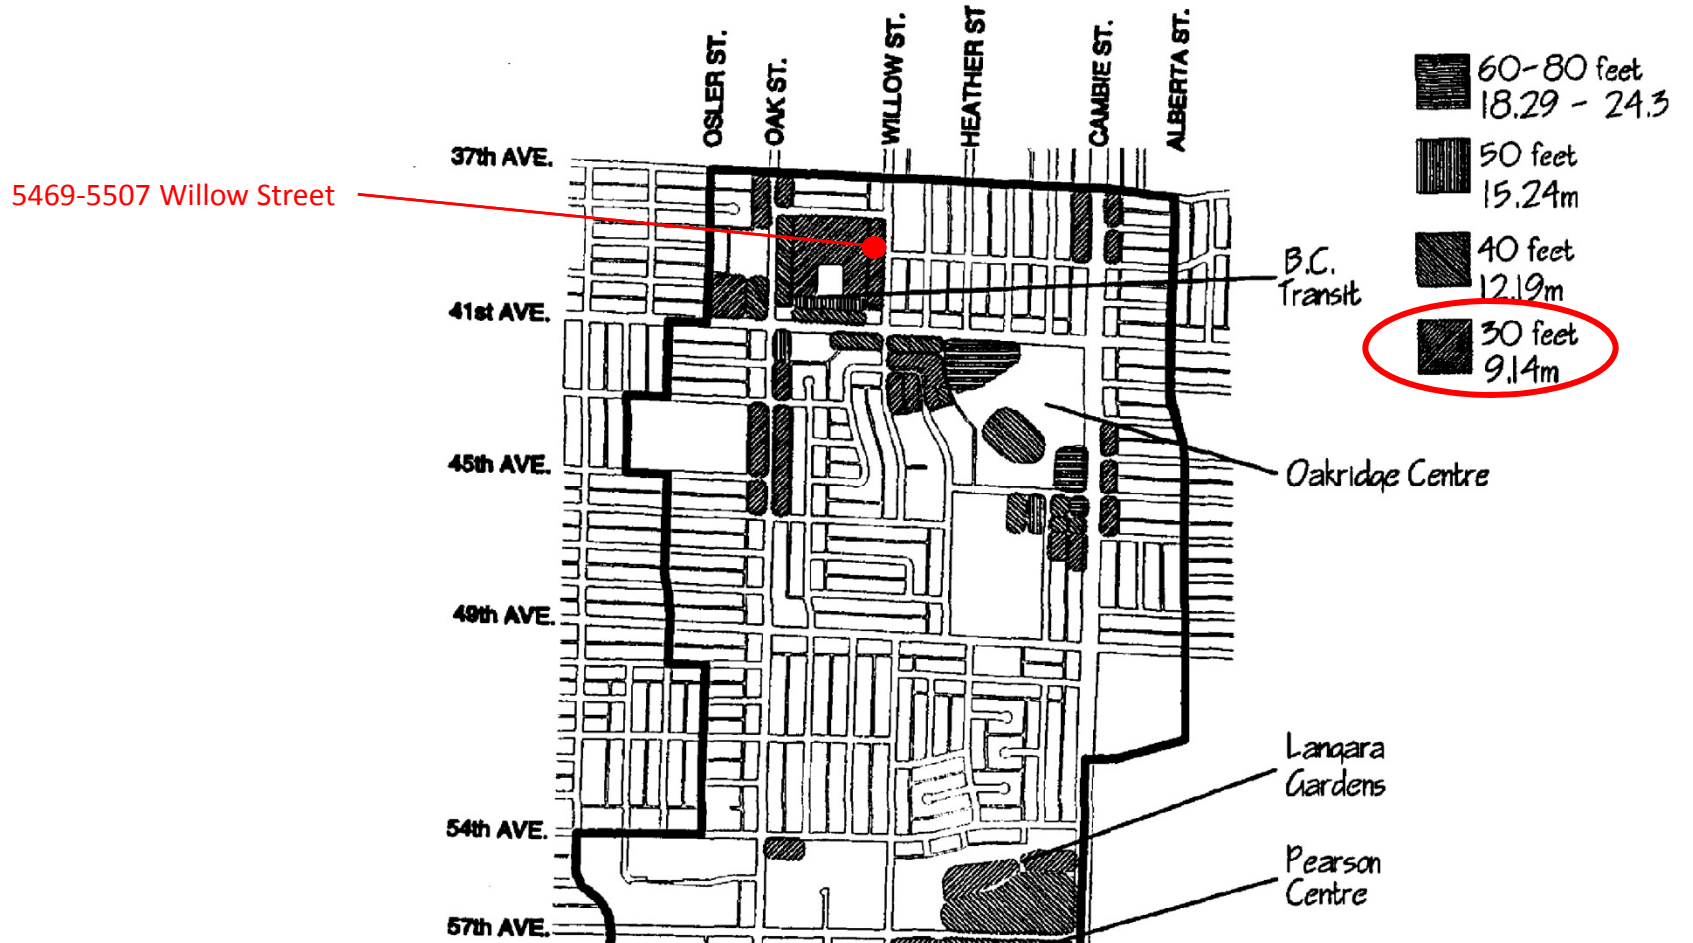 OSLER ST.
OAK ST.
WILLOW ST.
HEATHER ST
CAMBIE ST.
ALBERTA ST.
60-80 feet
18.29 - 24.3
50 feet
15.24m
40 feet
12.19m
30 feet
9.14m
37th AVE.
5469-5507 Willow Street
B.C.
Transit
41st AVE.
45th AVE.
Oakridge Centre
49th AVE.
Langara
Gardens
54th AVE.
Pearson
Centre
57th AVE.